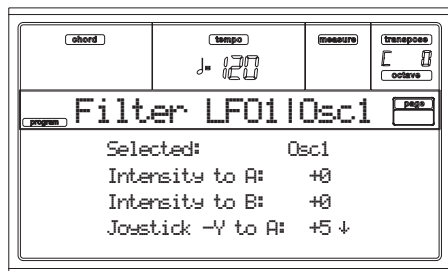 chord tempo measure transpose
♩= 120 C 0
octave
program Filter LFO1|Osc1 page
Selected: Osc1
Intensity to A: +0
Intensity to B: +0
Joystick -Y to A: +5 ↓